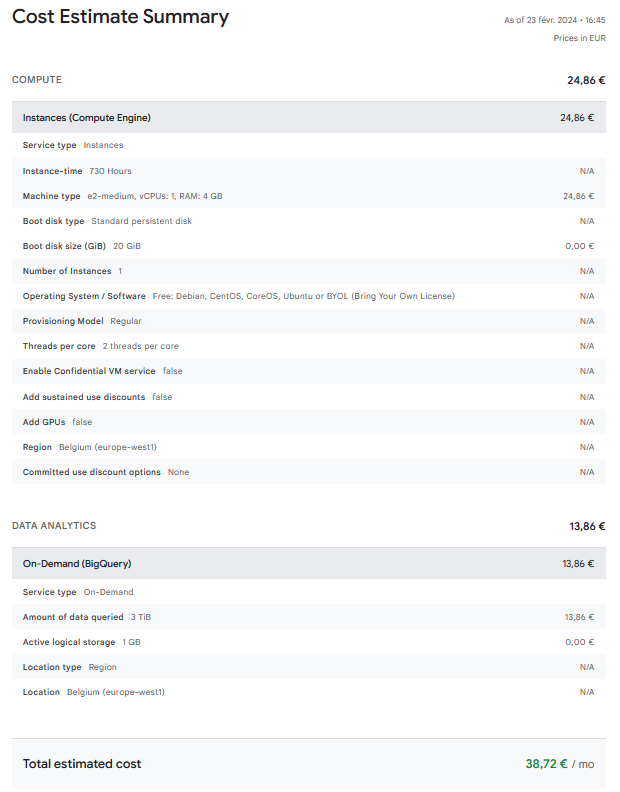 Cost Estimate Summary
As of 23 févr. 2024 • 16:45
Prices in EUR
COMPUTE 24,86 €
Instances (Compute Engine) 24,86 €
Service type Instances
Instance-time 730 Hours N/A
Machine type e2-medium, vCPUs: 1, RAM: 4 GB 24,86 €
Boot disk type Standard persistent disk N/A
Boot disk size (GiB) 20 GiB 0,00 €
Number of Instances 1 N/A
Operating System / Software Free: Debian, CentOS, CoreOS, Ubuntu or BYOL (Bring Your Own License) N/A
Provisioning Model Regular N/A
Threads per core 2 threads per core N/A
Enable Confidential VM service false N/A
Add sustained use discounts false N/A
Add GPUs false N/A
Region Belgium (europe-west1) N/A
Committed use discount options None N/A
DATA ANALYTICS 13,86 €
On-Demand (BigQuery) 13,86 €
Service type On-Demand
Amount of data queried 3 TiB 13,86 €
Active logical storage 1 GB 0,00 €
Location type Region N/A
Location Belgium (europe-west1) N/A
Total estimated cost 38,72 € / mo